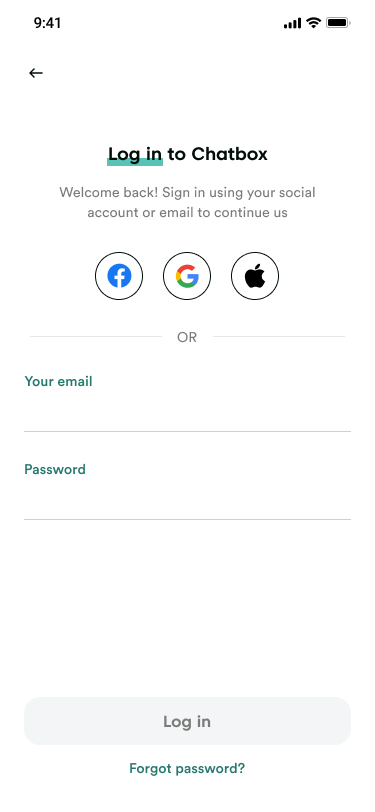 9:41
Log in to Chatbox
Welcome back! Sign in using your social
account or email to continue us
OR
Your email
Password
Log in
Forgot password?